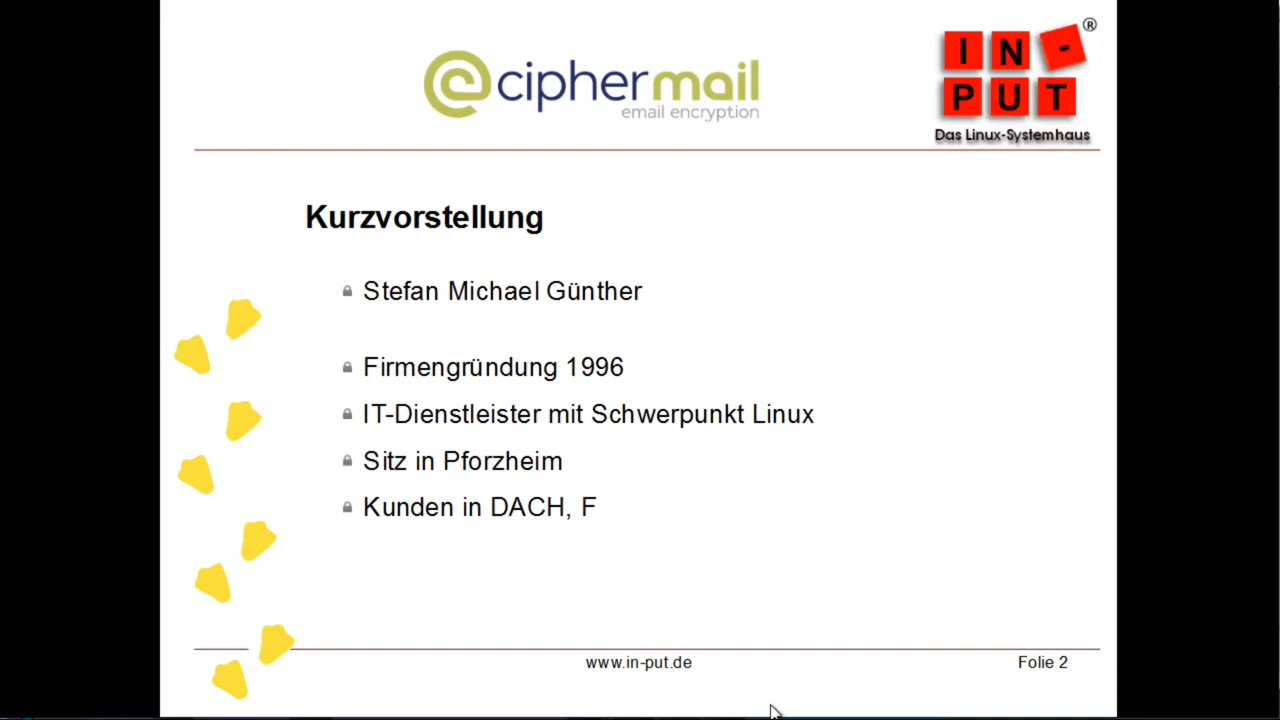 ciphermail
email encryption
IN-
PUT
®
Das Linux-Systemhaus
Kurzvorstellung
Stefan Michael Günther
Firmengründung 1996
IT-Dienstleister mit Schwerpunkt Linux
Sitz in Pforzheim
Kunden in DACH, F
www.in-put.de
Folie 2